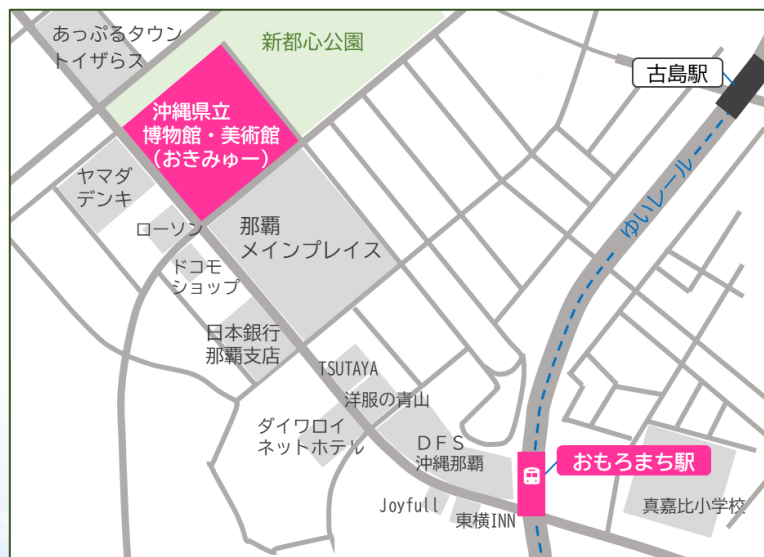 あっぷるタウン
トイザらス
新都心公園
古島駅
沖縄県立
博物館・美術館
(おきみゅー)
ゆいレール
ヤマダ
デンキ
ローソン
那覇
メインプレイス
ドコモ
ショップ
日本銀行
那覇支店
TSUTAYA
洋服の青山
ダイワロイ
ネットホテル
DFS
沖縄那覇
おもろまち駅
Joyfull
東横INN
真嘉比小学校